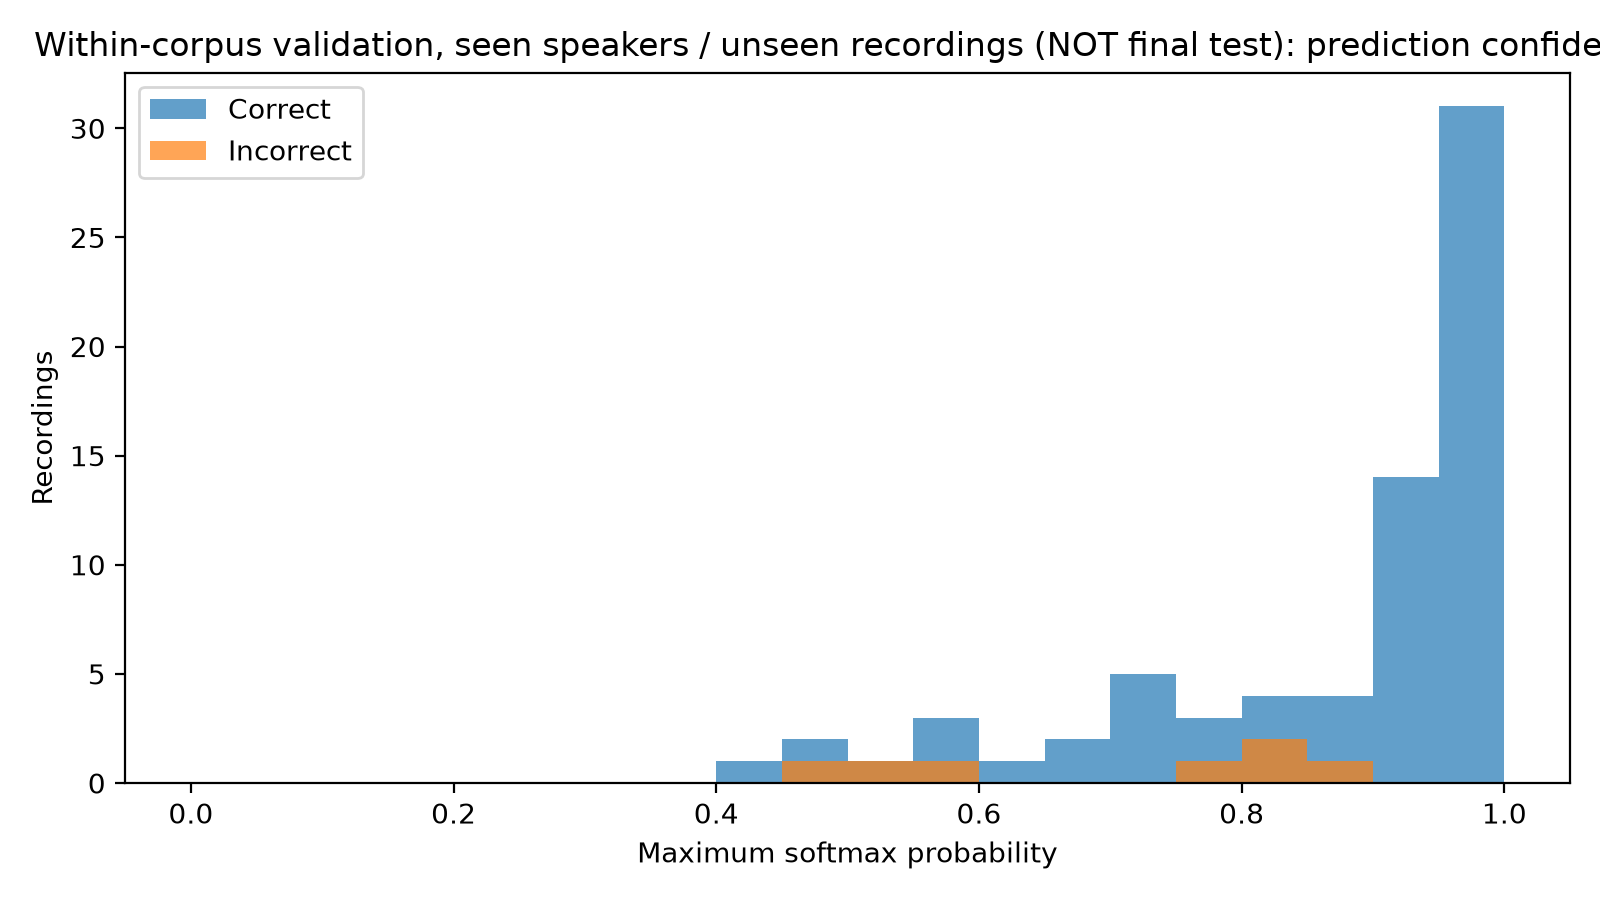 Within-corpus validation, seen speakers / unseen recordings (NOT final test): prediction confide
Correct
Incorrect
30
25
20
15
10
5
0
Recordings
0.0 0.2 0.4 0.6 0.8 1.0
Maximum softmax probability